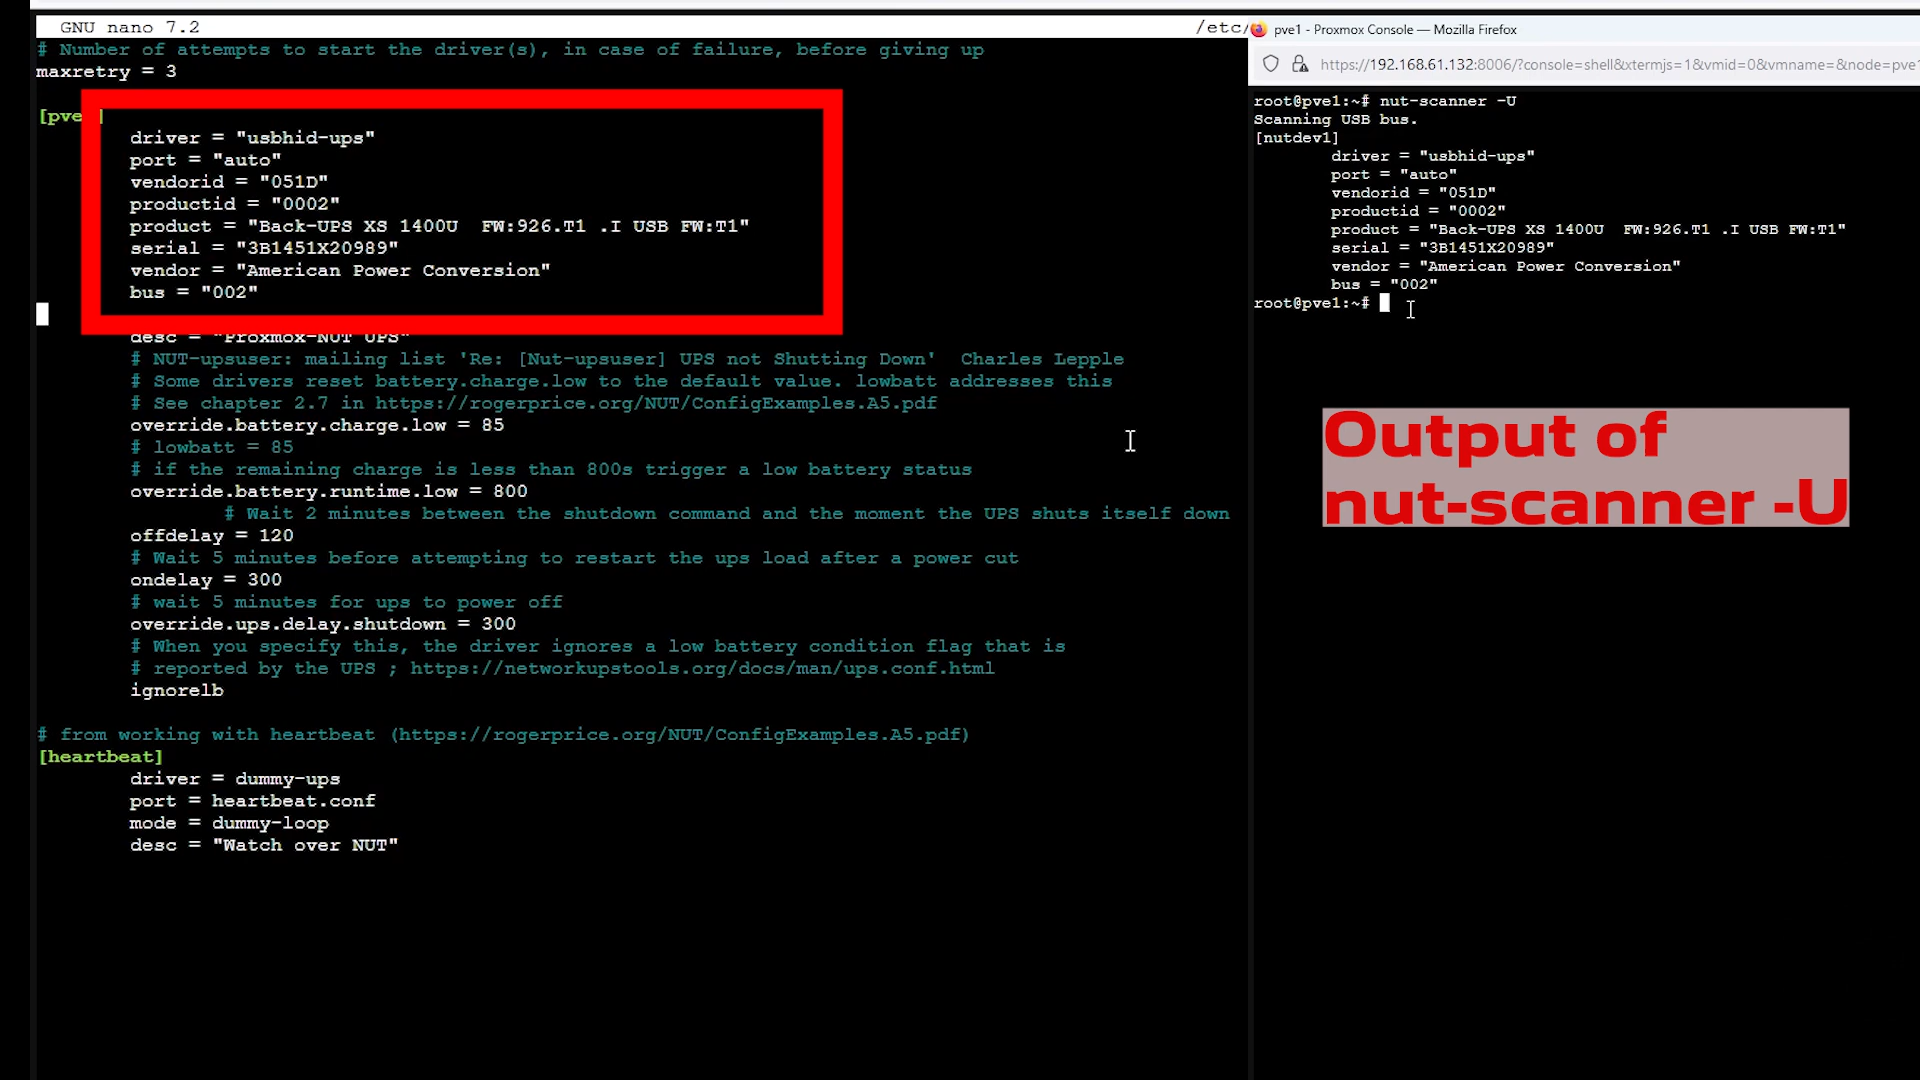 GNU nano 7.2
/etc/
# Number of attempts to start the driver(s), in case of failure, before giving up
maxretry = 3
[pve
driver = "usbhid-ups"
port = "auto"
vendorid = "051D"
productid = "0002"
product = "Back-UPS XS 1400U  FW:926.T1 .I USB FW:T1"
serial = "3B1451X20989"
vendor = "American Power Conversion"
bus = "002"
desc = "Proxmox-NUT UPS"
# NUT-upsuser: mailing list 'Re: [Nut-upsuser] UPS not Shutting Down'  Charles Lepple
# Some drivers reset battery.charge.low to the default value. lowbatt addresses this
# See chapter 2.7 in https://rogerprice.org/NUT/ConfigExamples.A5.pdf
override.battery.charge.low = 85
# lowbatt = 85
# if the remaining charge is less than 800s trigger a low battery status
override.battery.runtime.low = 800
# Wait 2 minutes between the shutdown command and the moment the UPS shuts itself down
offdelay = 120
# Wait 5 minutes before attempting to restart the ups load after a power cut
ondelay = 300
# wait 5 minutes for ups to power off
override.ups.delay.shutdown = 300
# When you specify this, the driver ignores a low battery condition flag that is
# reported by the UPS ; https://networkupstools.org/docs/man/ups.conf.html
ignorelb
# from working with heartbeat (https://rogerprice.org/NUT/ConfigExamples.A5.pdf)
[heartbeat]
driver = dummy-ups
port = heartbeat.conf
mode = dummy-loop
desc = "Watch over NUT"
pve1 - Proxmox Console — Mozilla Firefox
https://192.168.61.132:8006/?console=shell&xtermjs=1&vmid=0&vmname=&node=pve1
root@pve1:~# nut-scanner -U
Scanning USB bus.
[nutdev1]
driver = "usbhid-ups"
port = "auto"
vendorid = "051D"
productid = "0002"
product = "Back-UPS XS 1400U  FW:926.T1 .I USB FW:T1"
serial = "3B1451X20989"
vendor = "American Power Conversion"
bus = "002"
root@pve1:~#
Output of
nut-scanner -U